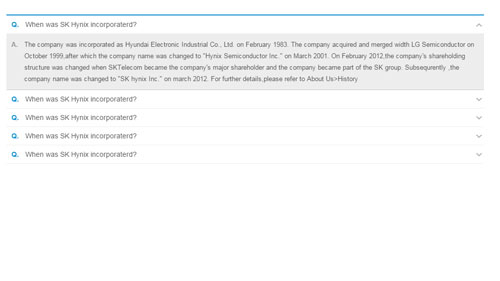 Q. When was SK Hynix incorporaterd?
A. The company was incorporated as Hyundai Electronic Industrial Co., Ltd. on February 1983. The company acquired and merged width LG Semiconductor on
October 1999,after which the company name was changed to "Hynix Semiconductor Inc." on March 2001. On February 2012,the company's shareholding
structure was changed when SKTelecom became the company's major shareholder and the company became part of the SK group. Subsequrently ,the
company name was changed to "SK hynix Inc." on march 2012. For further details,please refer to About Us>History
Q. When was SK Hynix incorporaterd?
Q. When was SK Hynix incorporaterd?
Q. When was SK Hynix incorporaterd?
Q. When was SK Hynix incorporaterd?